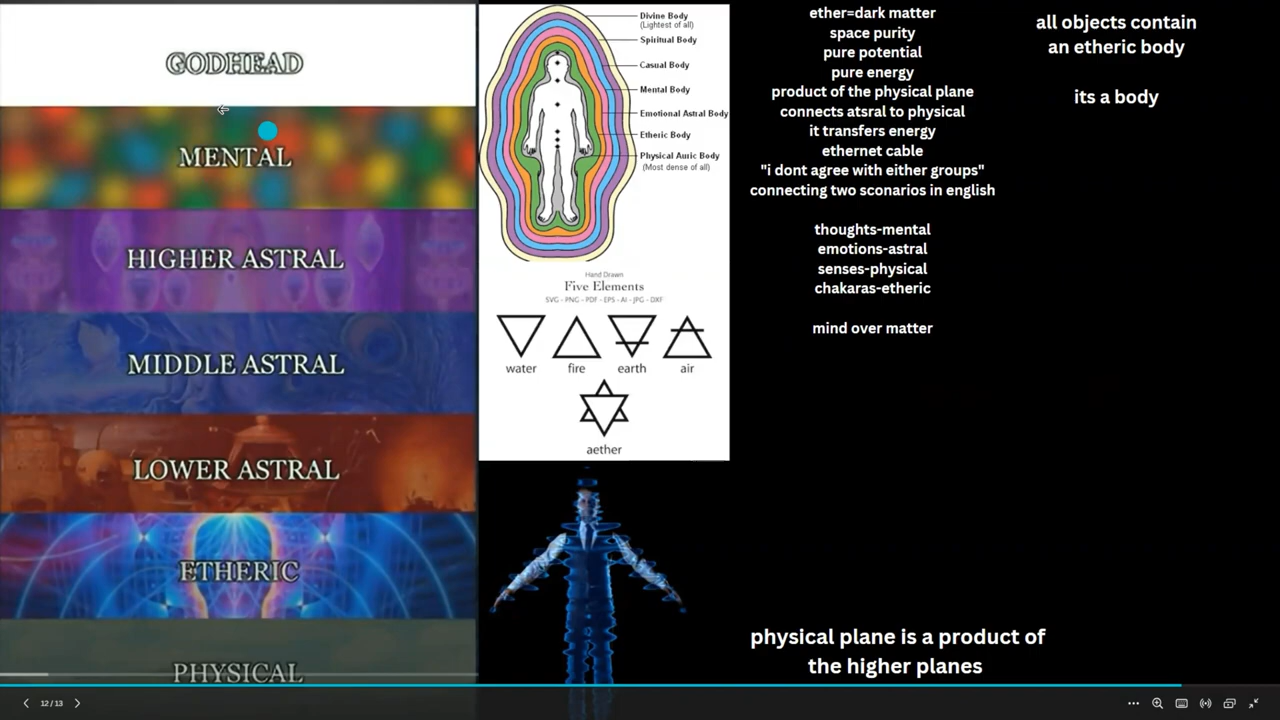 GODHEAD
MENTAL
HIGHER ASTRAL
MIDDLE ASTRAL
LOWER ASTRAL
ETHERIC
PHYSICAL
Divine Body
(Lightest of all)
Spiritual Body
Casual Body
Mental Body
Emotional Astral Body
Etheric Body
Physical Auric Body
(Most dense of all)
Hand Drawn
Five Elements
SVG - PNG - PDF - EPS - AI - JPG - DXF
water fire earth air
aether
ether=dark matter
space purity
pure potential
pure energy
product of the physical plane
connects atsral to physical
it transfers energy
ethernet cable
"i dont agree with either groups"
connecting two sconarios in english
thoughts-mental
emotions-astral
senses-physical
chakaras-etheric
mind over matter
all objects contain
an etheric body
its a body
physical plane is a product of
the higher planes
12 / 13